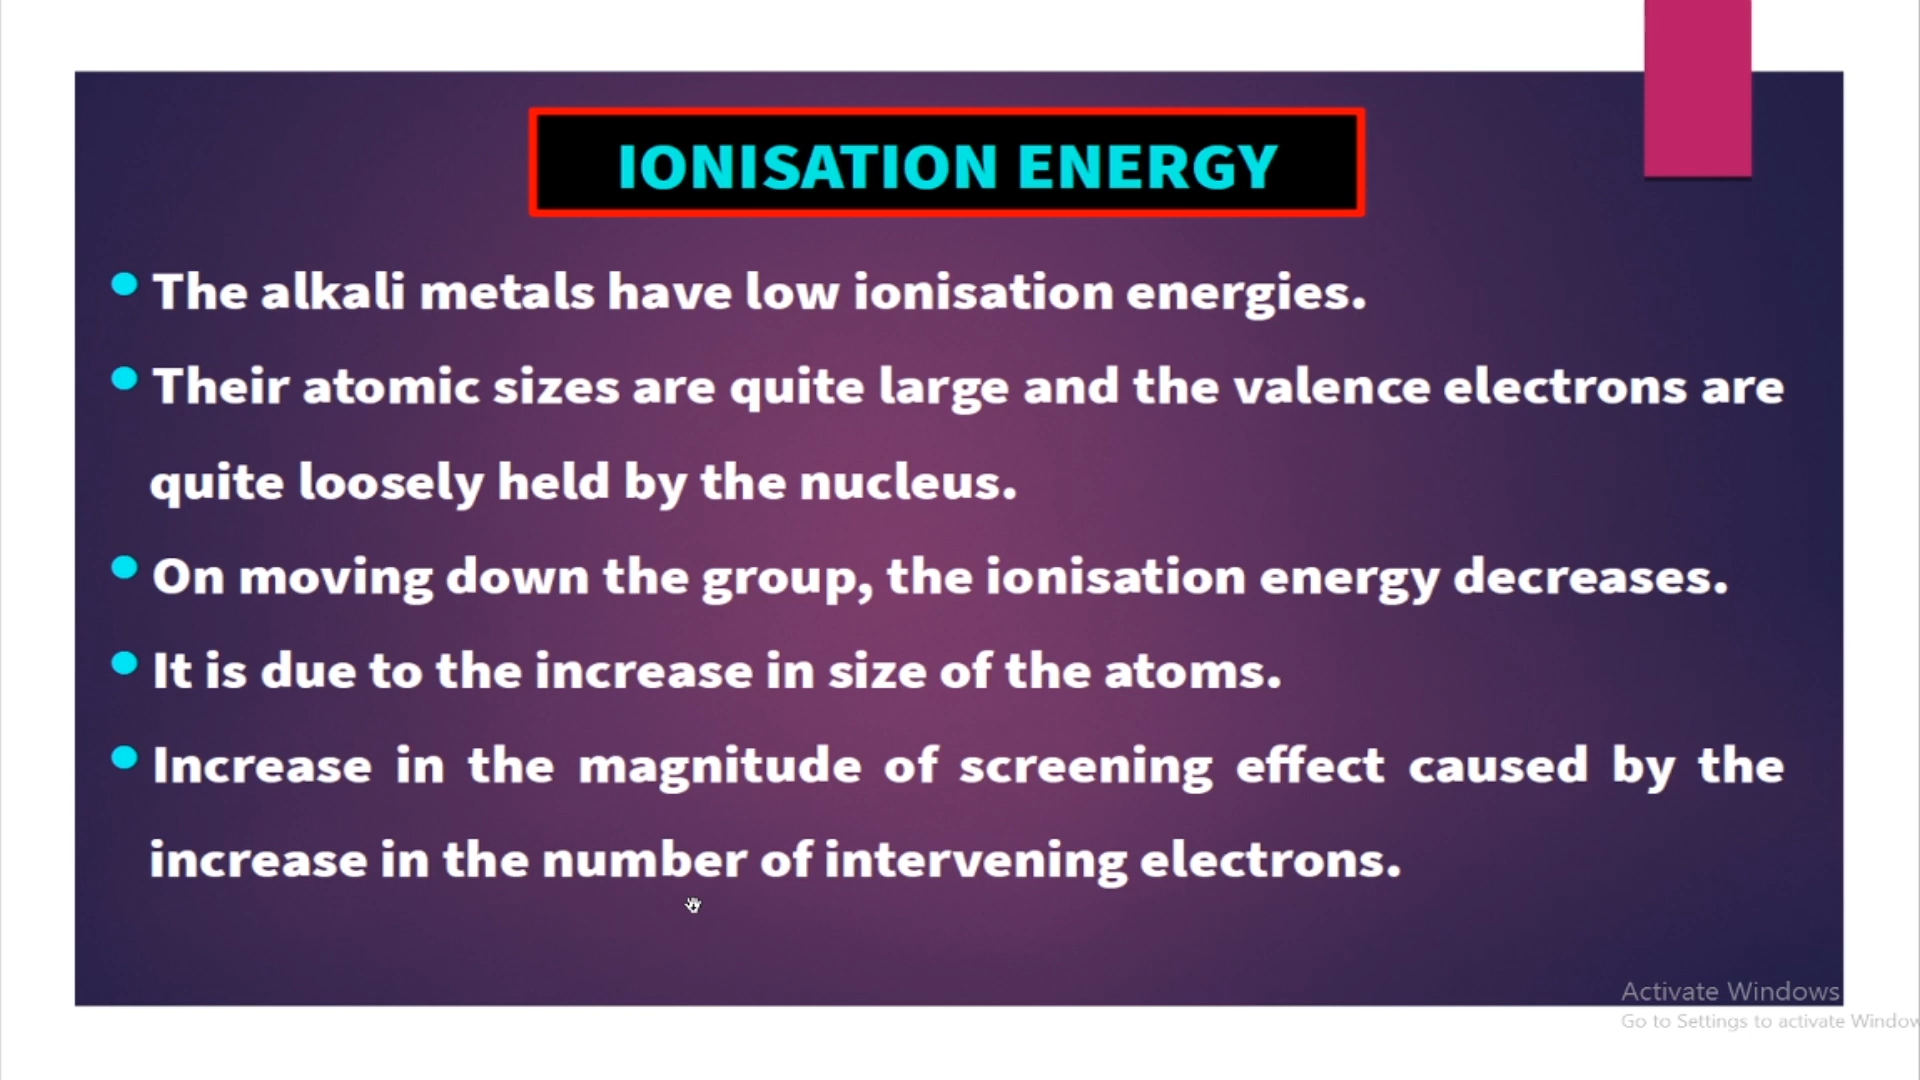 IONISATION ENERGY
• The alkali metals have low ionisation energies.
• Their atomic sizes are quite large and the valence electrons are
quite loosely held by the nucleus.
• On moving down the group, the ionisation energy decreases.
• It is due to the increase in size of the atoms.
• Increase in the magnitude of screening effect caused by the
increase in the number of intervening electrons.
Activate Windows
Go to Settings to activate Window